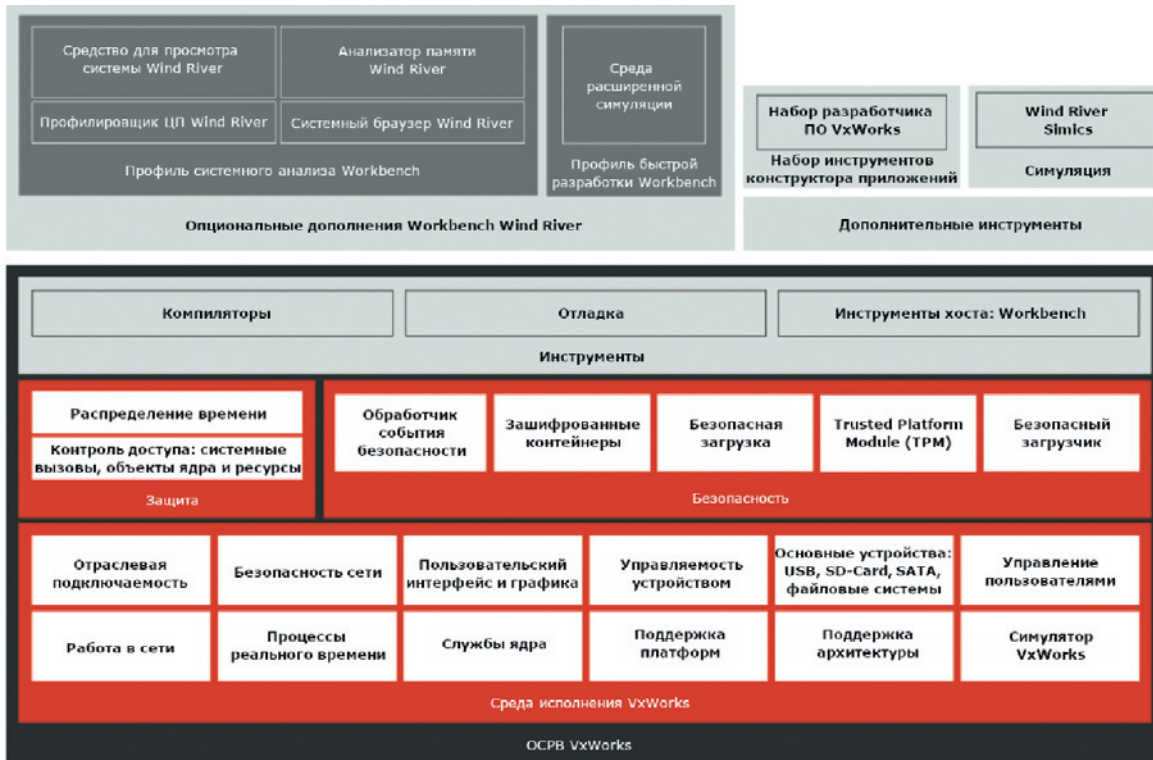 Средство для просмотра
системы Wind River
Анализатор памяти
Wind River
Профилировщик ЦП Wind River
Системный браузер Wind River
Профиль системного анализа Workbench
Среда
расширенной
симуляции
Профиль быстрой
разработки Workbench
Опциональные дополнения Workbench Wind River
Набор разработчика
ПО VxWorks
Набор инструментов
конструктора приложений
Wind River
Simics
Симуляция
Дополнительные инструменты
Компиляторы
Отладка
Инструменты хоста: Workbench
Инструменты
Распределение времени
Контроль доступа: системные
вызовы, объекты ядра и ресурсы
Защита
Обработчик
события
безопасности
Зашифрованные
контейнеры
Безопасная
загрузка
Trusted Platform
Module (TPM)
Безопасный
загрузчик
Безопасность
Отраслевая
подключаемость
Безопасность сети
Пользовательский
интерфейс и графика
Управляемость
устройством
Основные устройства:
USB, SD-Card, SATA,
файловые системы
Управление
пользователями
Работа в сети
Процессы
реального времени
Службы ядра
Поддержка
платформ
Поддержка
архитектуры
Симулятор
VxWorks
Среда исполнения VxWorks
ОСРВ VxWorks